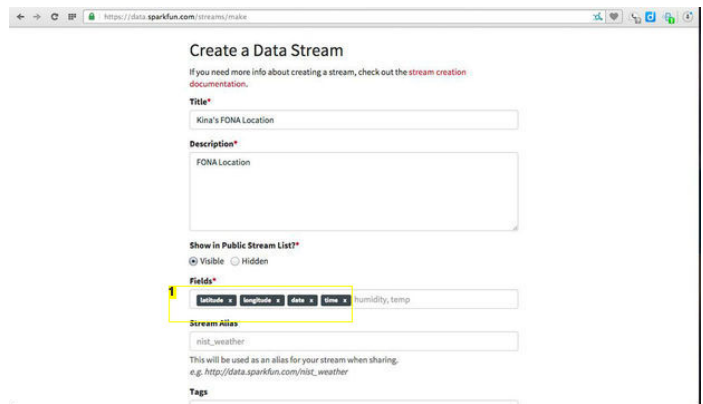 https://data.sparkfun.com/streams/make
Create a Data Stream
If you need more info about creating a stream, check out the stream creation
documentation.
Title*
Kina's FONA Location
Description*
FONA Location
Show in Public Stream List?*
Visible Hidden
Fields*
1
latitude x longitude x date x time x humidity, temp
Stream Alias
nist_weather
This will be used as an alias for your stream when sharing.
e.g. http://data.sparkfun.com/nist_weather
Tags